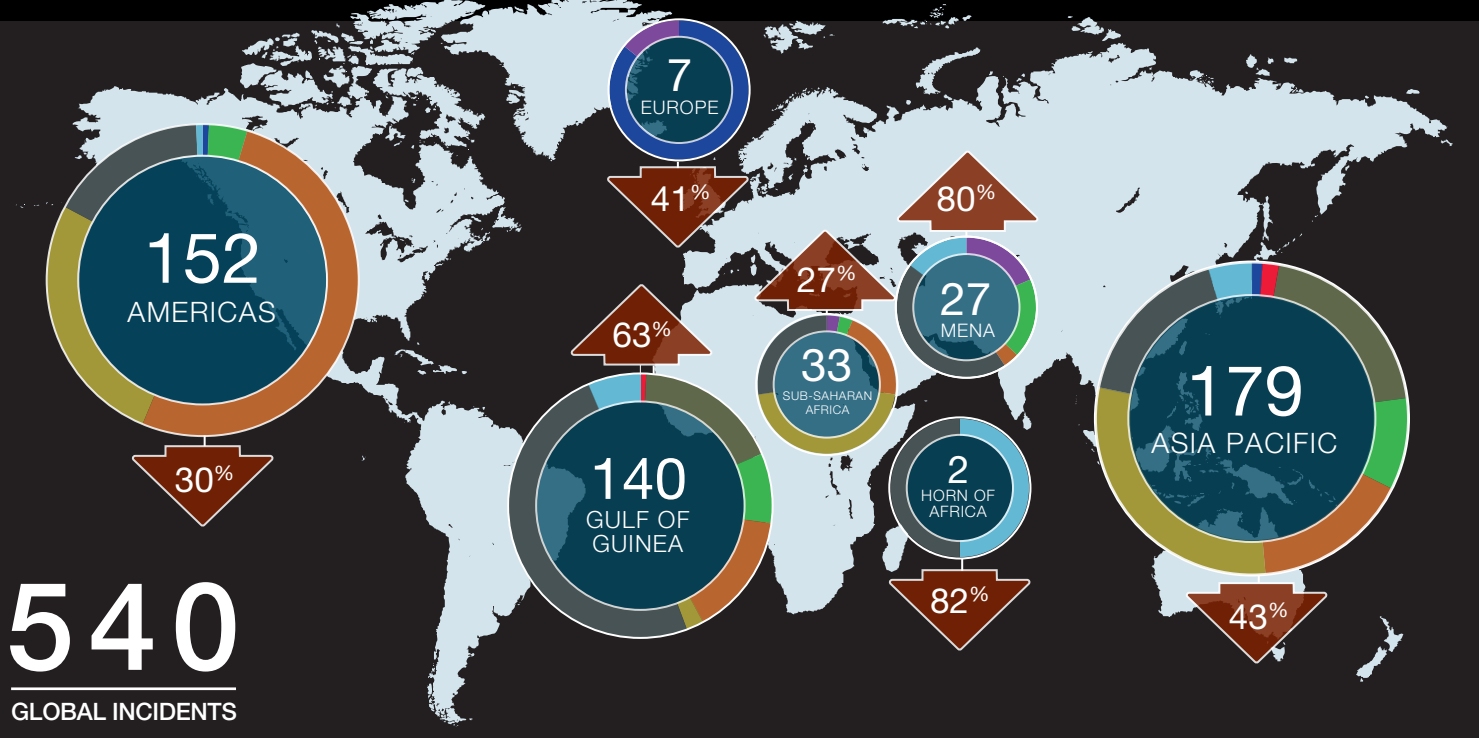 7
EUROPE
41%
152
AMERICAS
30%
63%
140
GULF OF
GUINEA
27%
33
SUB-SAHARAN
AFRICA
80%
27
MENA
2
HORN OF
AFRICA
82%
179
ASIA PACIFIC
43%
540
GLOBAL INCIDENTS